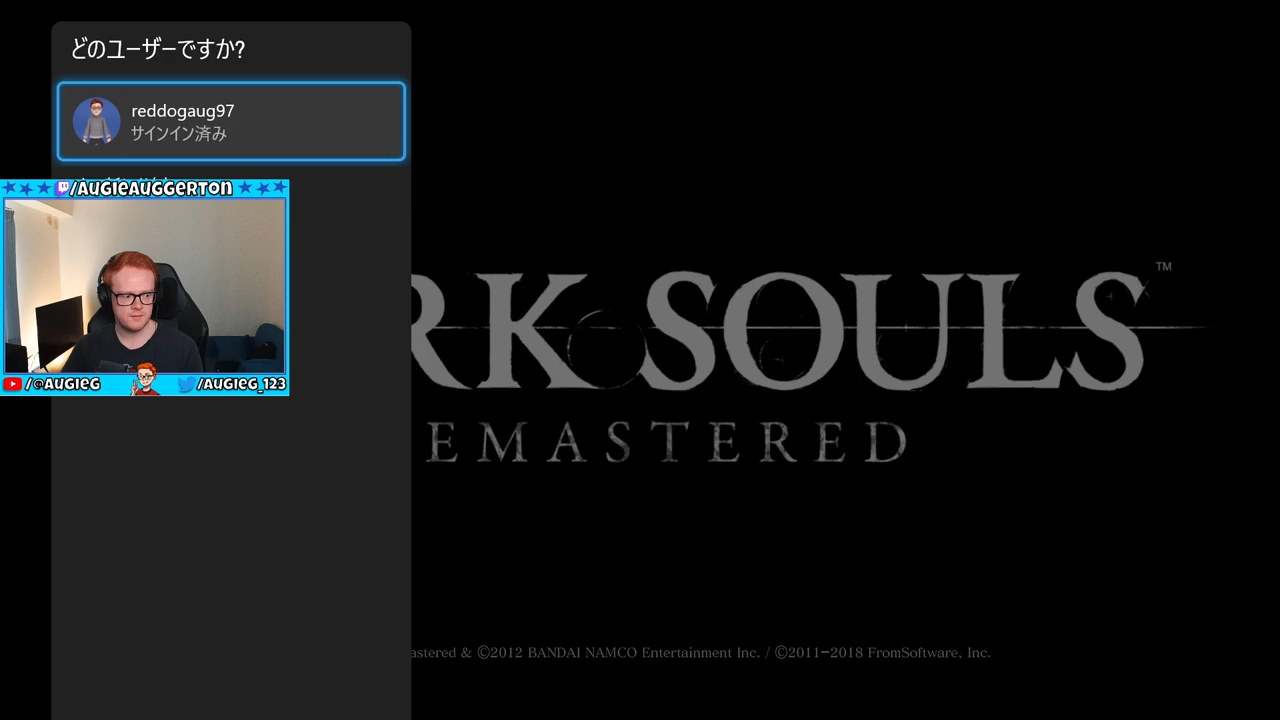 どのユーザーですか?
reddogaug97
サインイン済み
/AUGIEAUGGERTON
/@AUGIEG
/AUGIEG_123
RK SOULS™
EMASTERED
astered & ©2012 BANDAI NAMCO Entertainment Inc. / ©2011-2018 FromSoftware, Inc.